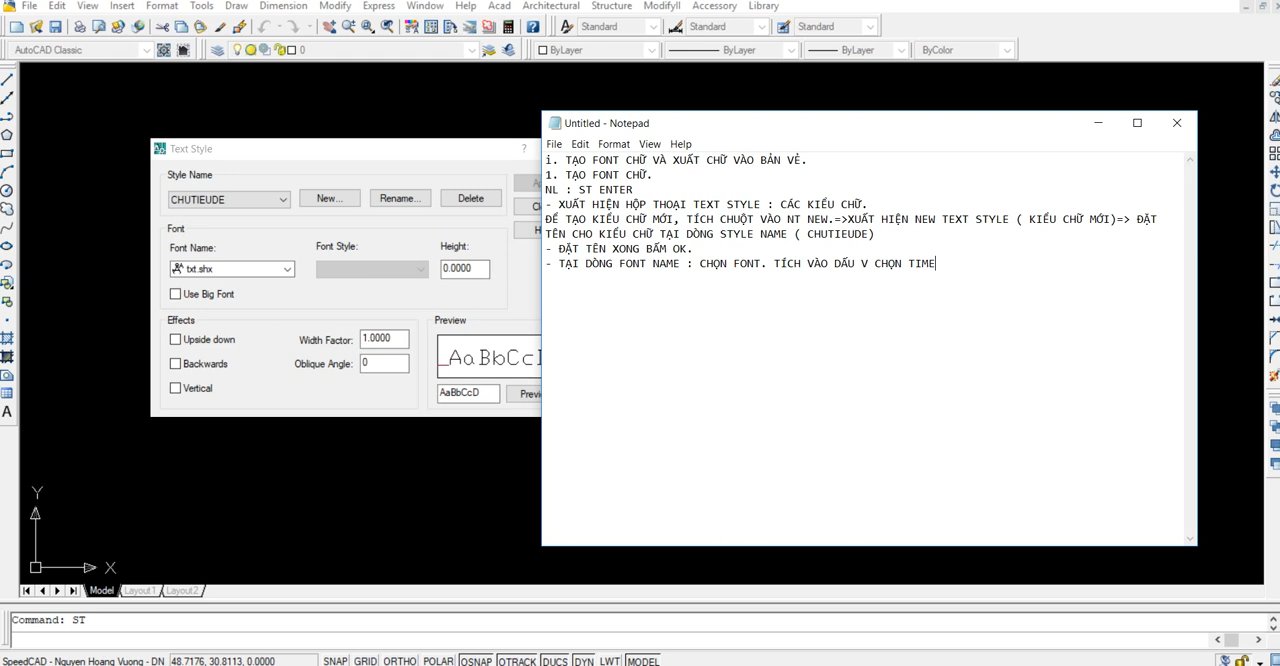 File Edit View Insert Format Tools Draw Dimension Modify Express Window Help Acad Architectural Structure Modifyll Accessory Library
Standard Standard Standard
AutoCAD Classic 0 ByLayer ByLayer ByLayer ByColor
Text Style ?
Style Name
CHUTIEUDE New... Rename... Delete
Font
Font Name: Font Style: Height:
txt.shx 0.0000
Use Big Font
Effects
Upside down Width Factor: 1.0000
Backwards Oblique Angle: 0
Vertical
Preview
AaBbCc
AaBbCcD
Untitled - Notepad
File Edit Format View Help
i. TẠO FONT CHỮ VÀ XUẤT CHỮ VÀO BẢN VẺ.
1. TẠO FONT CHỮ.
NL : ST ENTER
- XUẤT HIỆN HỘP THOẠI TEXT STYLE : CÁC KIỂU CHỮ.
ĐỂ TẠO KIỂU CHỮ MỚI, TÍCH CHUỘT VÀO NT NEW.=>XUẤT HIỆN NEW TEXT STYLE ( KIỂU CHỮ MỚI)=> ĐẶT
TÊN CHO KIỂU CHỮ TẠI DÒNG STYLE NAME ( CHUTIEUDE)
- ĐẶT TÊN XONG BẤM OK.
- TẠI DÒNG FONT NAME : CHỌN FONT. TÍCH VÀO DẤU V CHỌN TIME
Y
X
Model Layout1 Layout2
Command: ST
SpeedCAD - Nguyen Hoang Vuong - DN 48.7176, 30.8113, 0.0000 SNAP GRID ORTHO POLAR OSNAP OTRACK DUCS DYN LWT MODEL